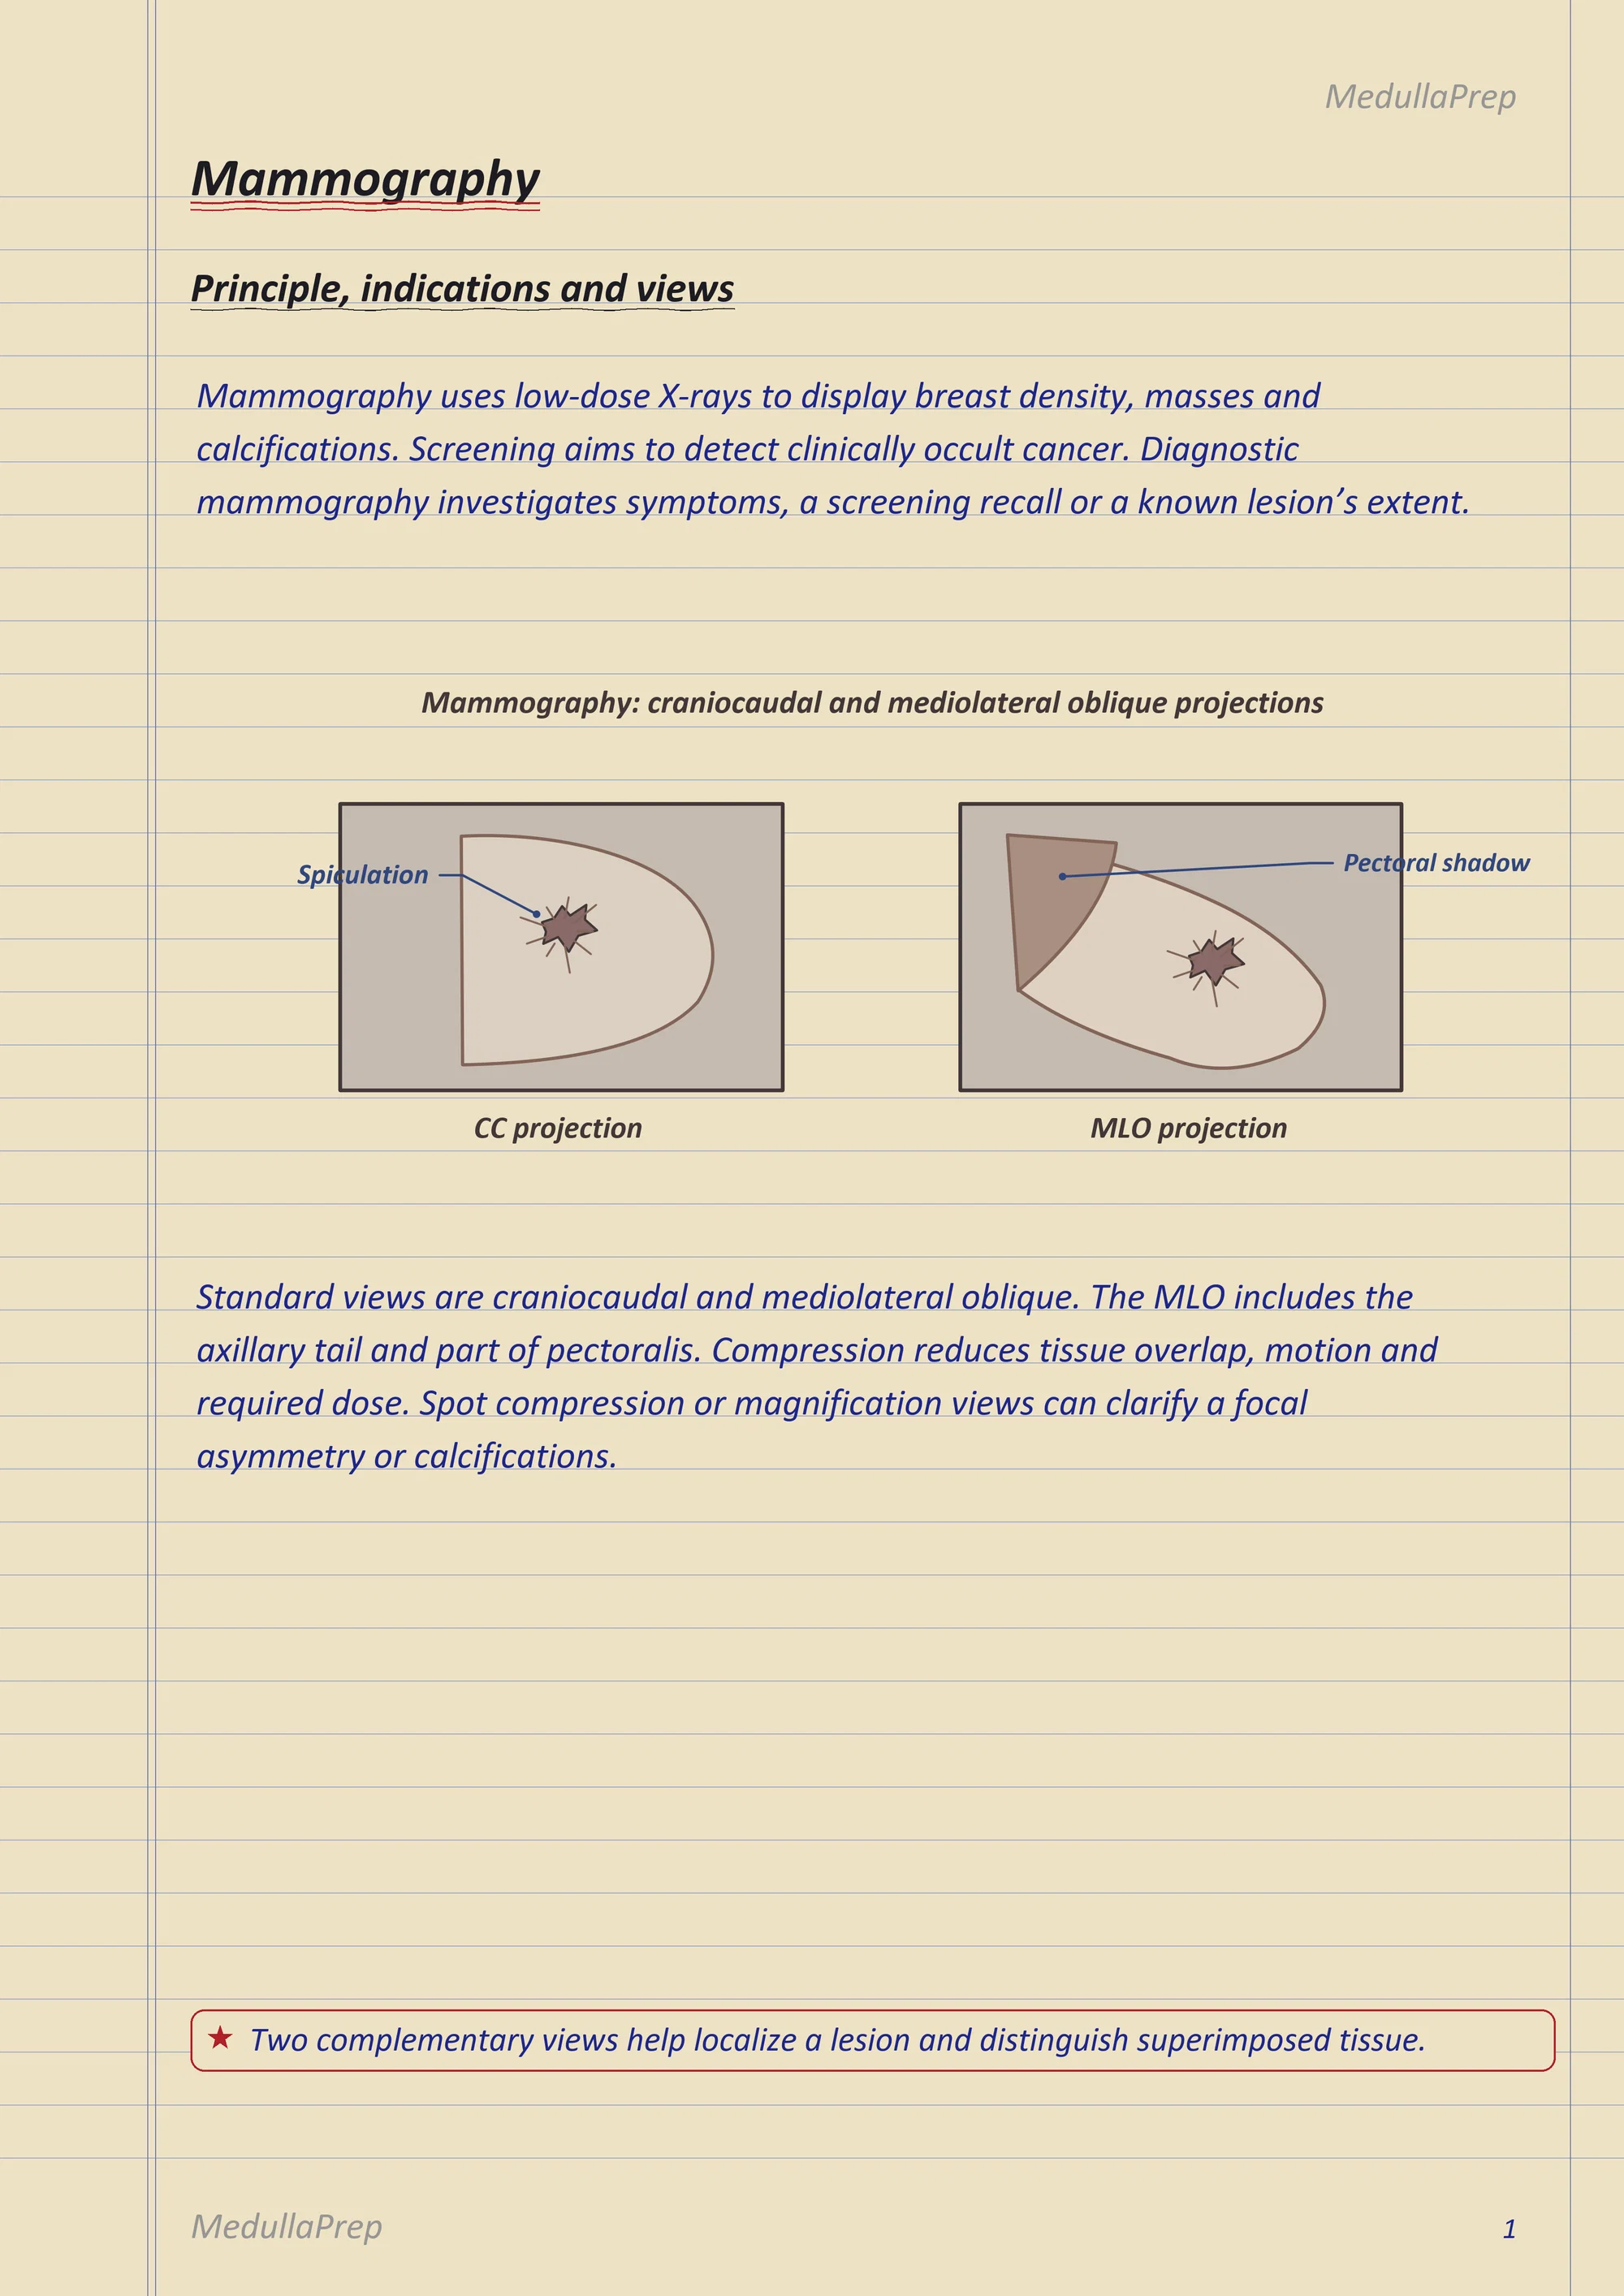 MedullaPrep
Mammography
Principle, indications and views
Mammography uses low-dose X-rays to display breast density, masses and
calcifications. Screening aims to detect clinically occult cancer. Diagnostic
mammography investigates symptoms, a screening recall or a known lesion’s extent.
Mammography: craniocaudal and mediolateral oblique projections
Spiculation
Pectoral shadow
CC projection
MLO projection
Standard views are craniocaudal and mediolateral oblique. The MLO includes the
axillary tail and part of pectoralis. Compression reduces tissue overlap, motion and
required dose. Spot compression or magnification views can clarify a focal
asymmetry or calcifications.
★ Two complementary views help localize a lesion and distinguish superimposed tissue.
MedullaPrep
1